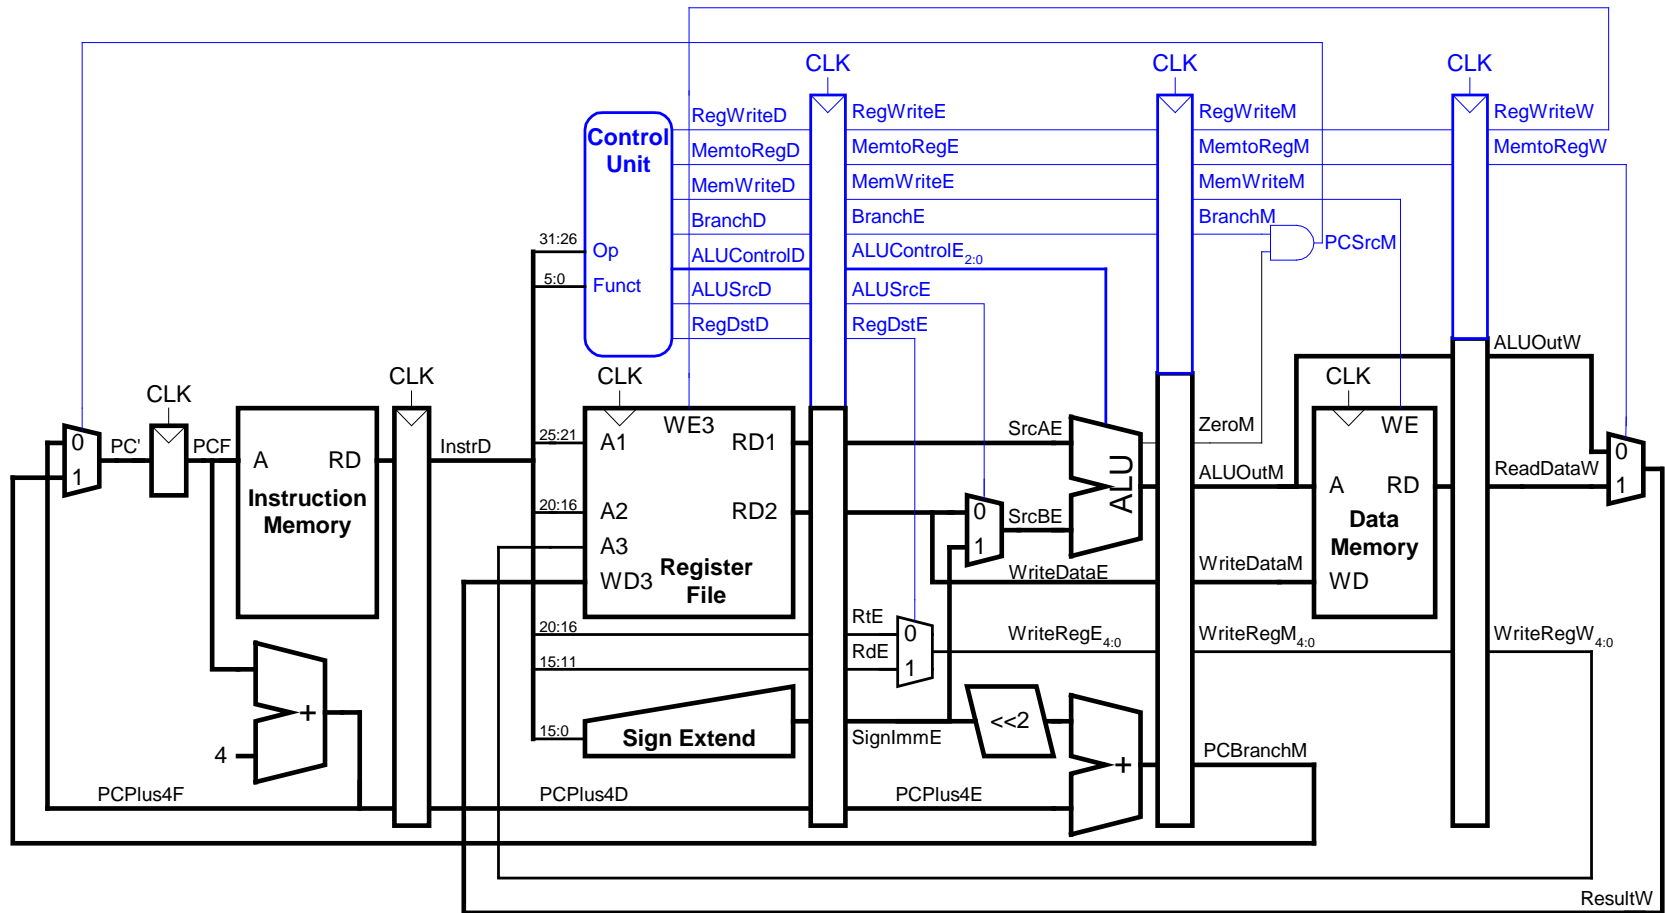 CLK
CLK
CLK
Control
Unit
Op
Funct
31:26
5:0
RegWriteD
MemtoRegD
MemWriteD
BranchD
ALUControlD
ALUSrcD
RegDstD
RegWriteE
MemtoRegE
MemWriteE
BranchE
ALUControlE2:0
ALUSrcE
RegDstE
RegWriteM
MemtoRegM
MemWriteM
BranchM
PCSrcM
RegWriteW
MemtoRegW
CLK
CLK
CLK
CLK
0
1
PC'
PCF
A
RD
Instruction
Memory
InstrD
25:21
20:16
A1
A2
A3
WD3
WE3
RD1
RD2
Register
File
20:16
15:11
15:0
Sign Extend
SrcAE
0
1
SrcBE
ALU
WriteDataE
RtE
RdE
0
1
WriteRegE4:0
SignImmE
<<2
+
ZeroM
ALUOutM
WriteDataM
WriteRegM4:0
PCBranchM
A
RD
WE
Data
Memory
WD
ALUOutW
ReadDataW
0
1
WriteRegW4:0
+
4
PCPlus4F
PCPlus4D
PCPlus4E
ResultW